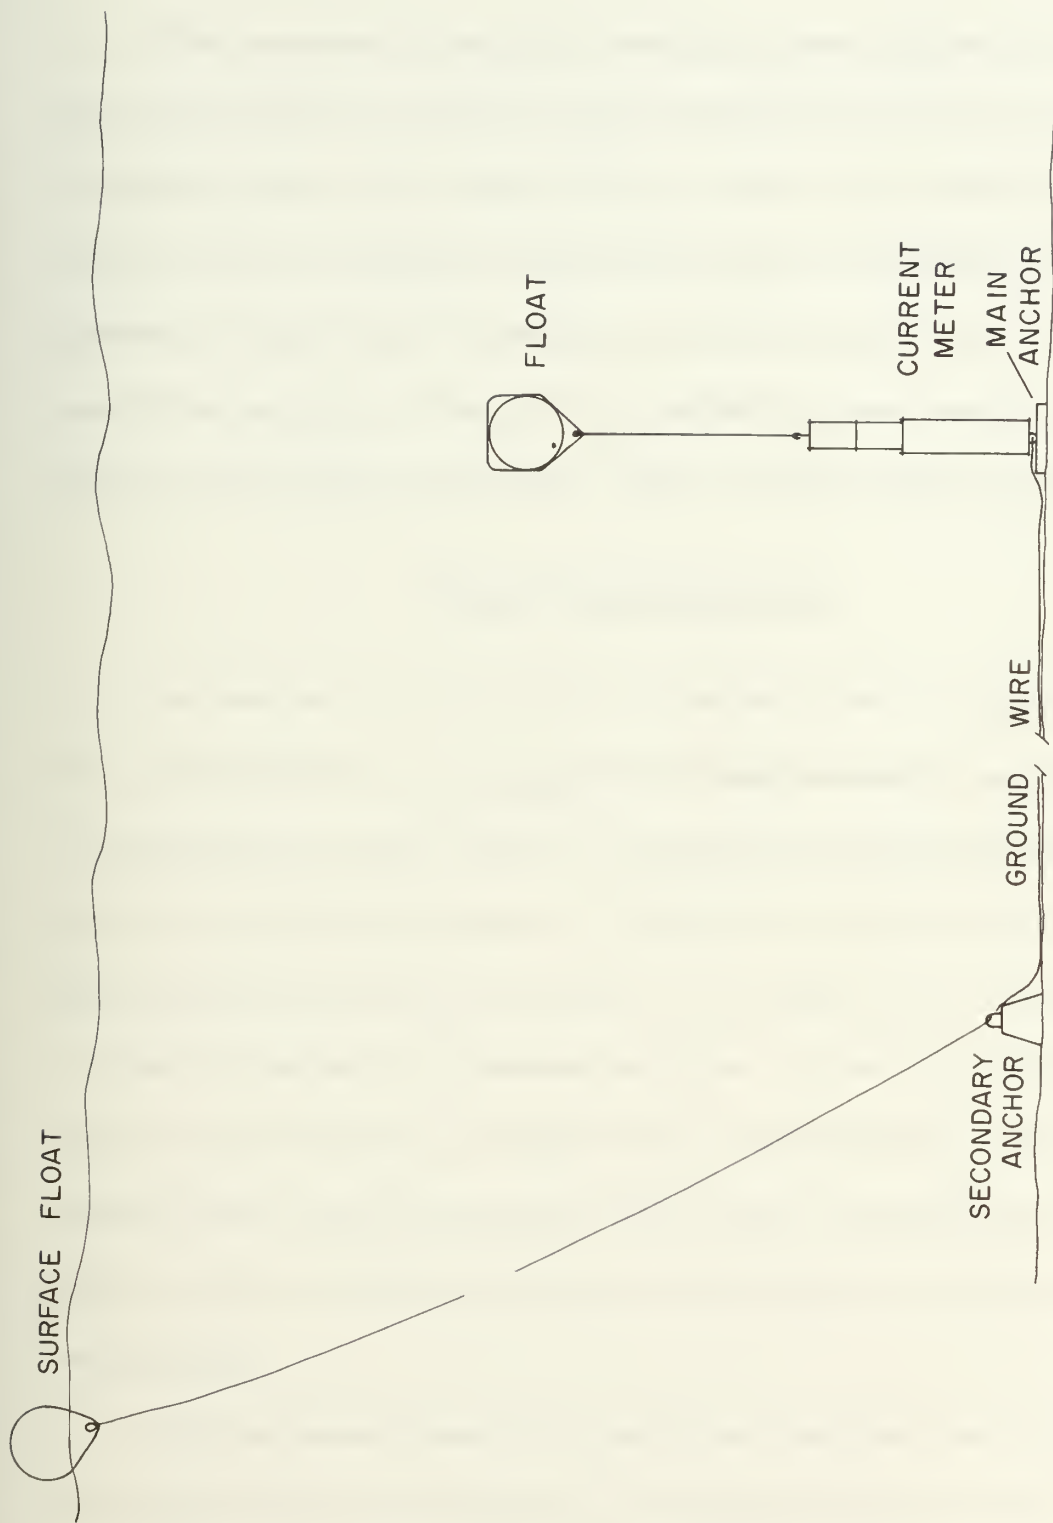 SURFACE FLOAT
FLOAT
CURRENT
METER
MAIN
ANCHOR
SECONDARY
ANCHOR
GROUND WIRE